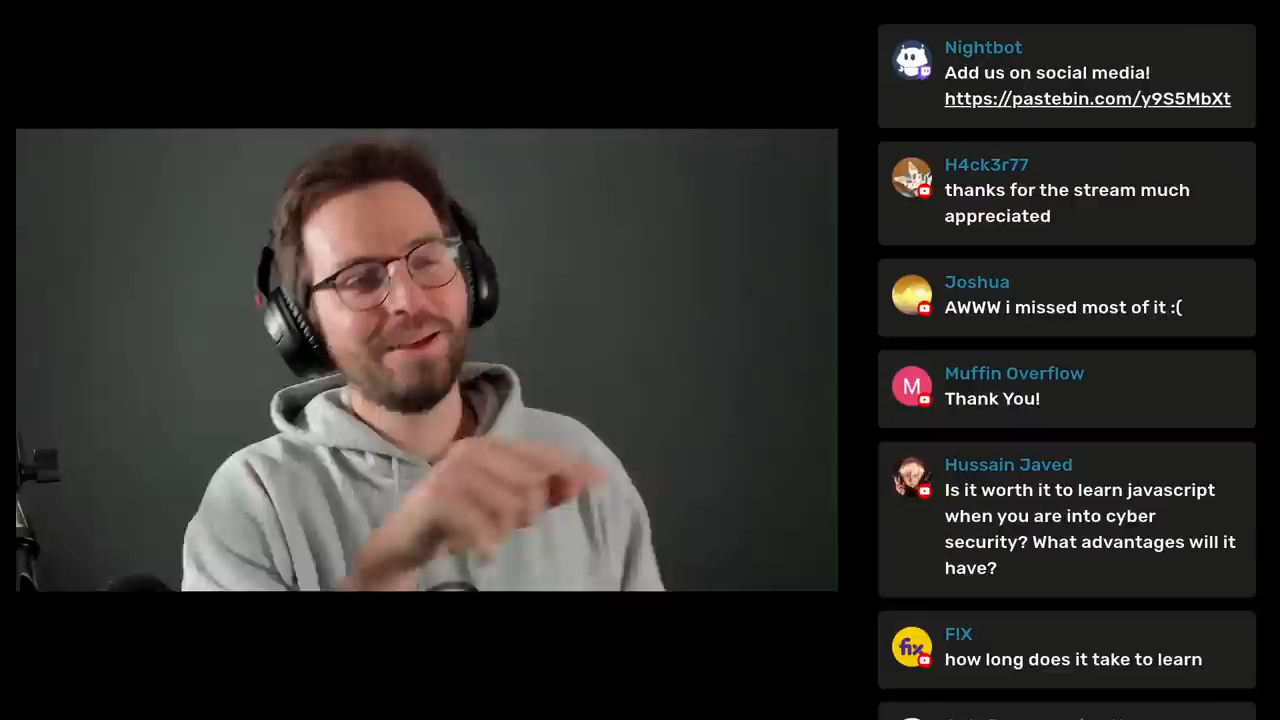 Nightbot
Add us on social media!
https://pastebin.com/y9S5MbXt
H4ck3r77
thanks for the stream much
appreciated
Joshua
AWWW i missed most of it :(
M
Muffin Overflow
Thank You!
Hussain Javed
Is it worth it to learn javascript
when you are into cyber
security? What advantages will it
have?
fix
F!X
how long does it take to learn